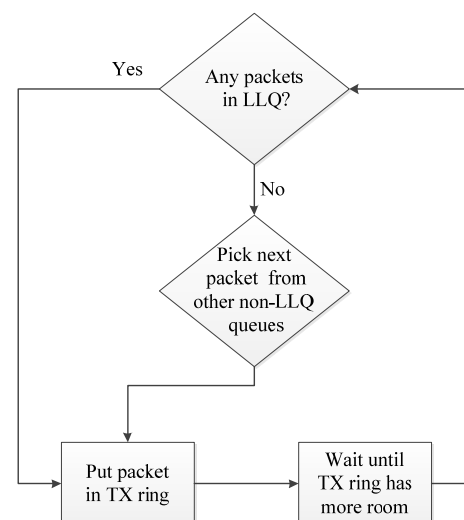 Yes
Any packets
in LLQ?
No
Pick next
packet from
other non-LLQ
queues
Put packet
in TX ring
Wait until
TX ring has
more room